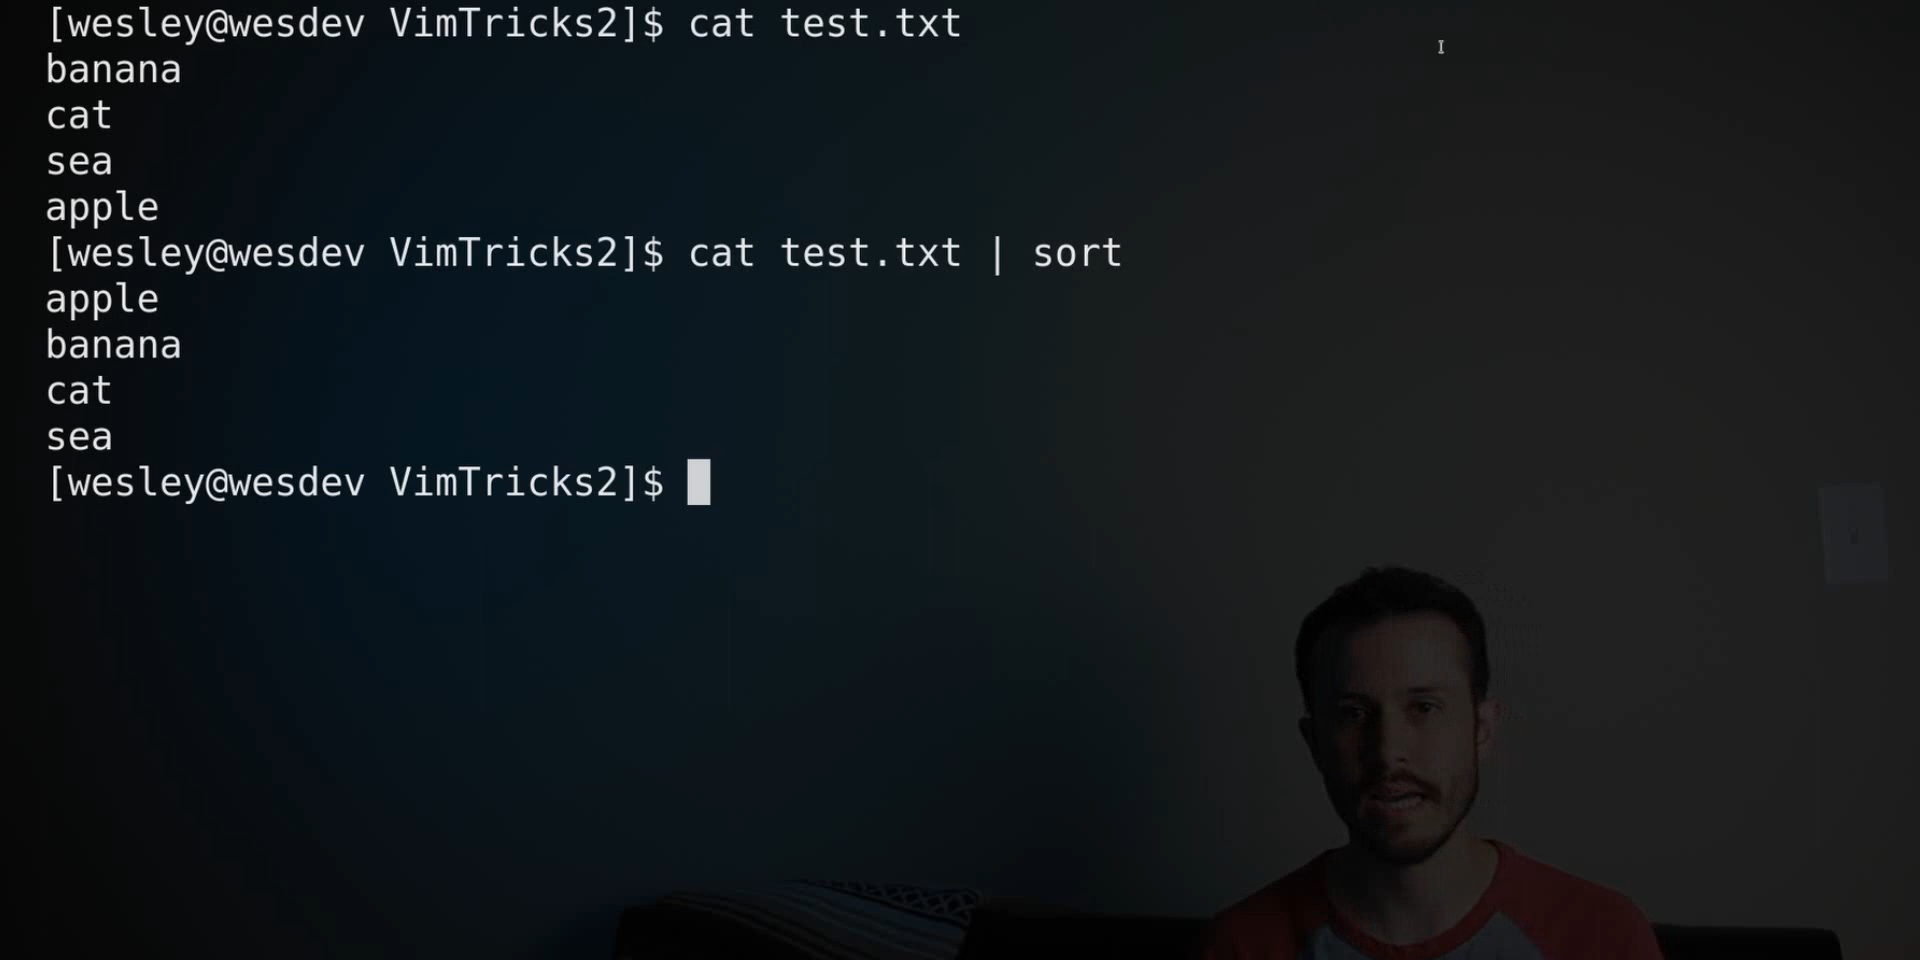 [wesley@wesdev VimTricks2]$ cat test.txt
banana
cat
sea
apple
[wesley@wesdev VimTricks2]$ cat test.txt | sort
apple
banana
cat
sea
[wesley@wesdev VimTricks2]$